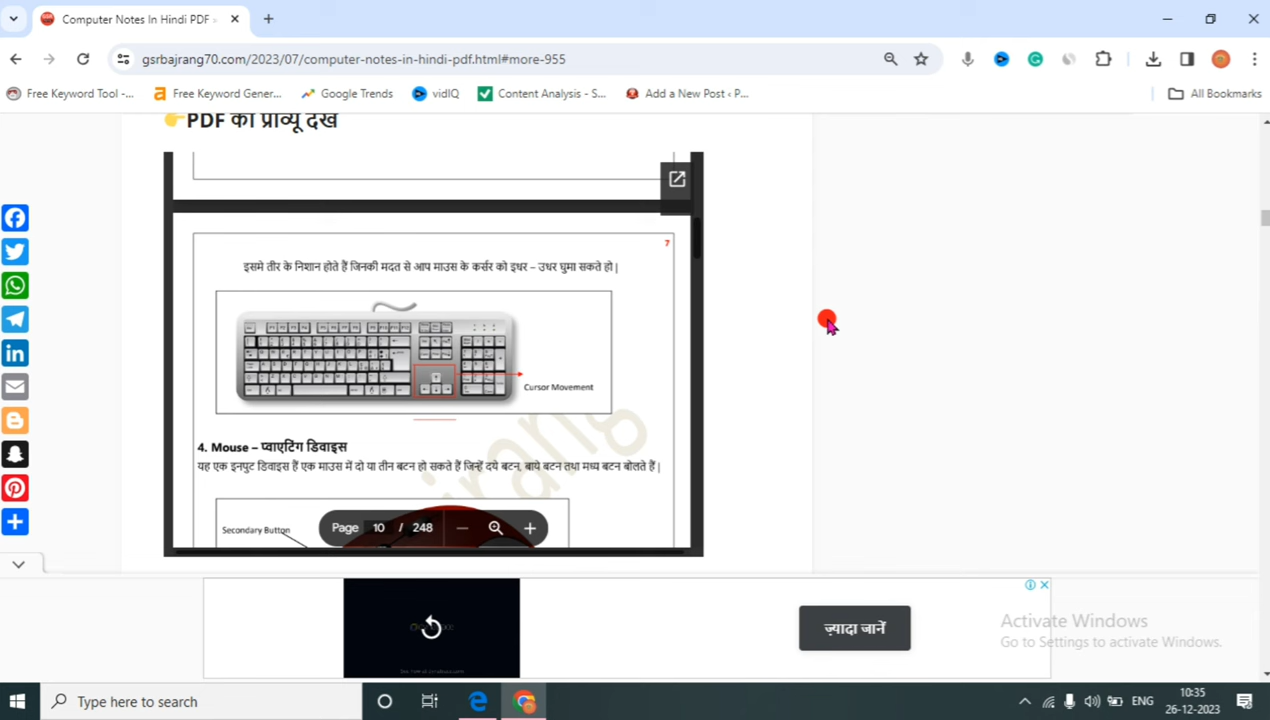 Computer Notes In Hindi PDF
gsrbajrang70.com/2023/07/computer-notes-in-hindi-pdf.html#more-955
Free Keyword Tool -...
Free Keyword Gener...
Google Trends
vidIQ
Content Analysis - S...
Add a New Post ‹ P...
All Bookmarks
PDF का प्रीव्यू देखें
7
इसमे तीर के निशान होते हैं जिनकी मदत से आप माउस के कर्सर को इधर – उधर घुमा सकते हो |
Cursor Movement
4. Mouse – प्वाएटिंग डिवाइस
यह एक इनपुट डिवाइस हैं एक माउस में दो या तीन बटन हो सकते हैं जिन्हें दये बटन, बाये बटन तथा मध्य बटन बोलते हैं |
Secondary Button
Page 10 / 248
ज़्यादा जानें
Activate Windows
Go to Settings to activate Windows.
Type here to search
ENG
10:35
26-12-2023